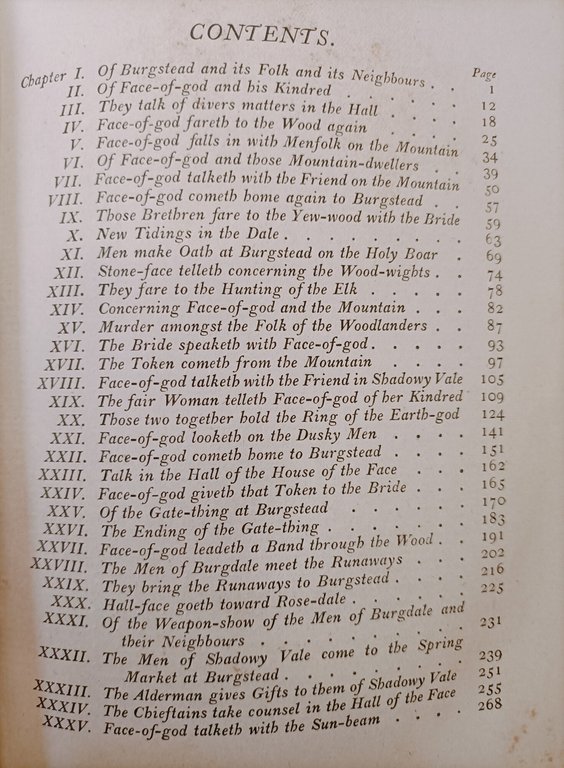 CONTENTS.
Page
Chapter I. Of Burgstead and its Folk and its Neighbours . . 1
II. Of Face-of-god and his Kindred . . . . . 12
III. They talk of divers matters in the Hall . . . 18
IV. Face-of-god fareth to the Wood again . . . 25
V. Face-of-god falls in with Menfolk on the Mountain 34
VI. Of Face-of-god and those Mountain-dwellers . . 39
VII. Face-of-god talketh with the Friend on the Mountain 50
VIII. Face-of-god cometh home again to Burgstead . . 57
IX. Those Brethren fare to the Yew-wood with the Bride 59
X. New Tidings in the Dale . . . . . . . 63
XI. Men make Oath at Burgstead on the Holy Boar . 69
XII. Stone-face telleth concerning the Wood-wights . . 74
XIII. They fare to the Hunting of the Elk . . . . 78
XIV. Concerning Face-of-god and the Mountain . . . 82
XV. Murder amongst the Folk of the Woodlanders . . 87
XVI. The Bride speaketh with Face-of-god . . . . . 93
XVII. The Token cometh from the Mountain . . . . 97
XVIII. Face-of-god talketh with the Friend in Shadowy Vale 105
XIX. The fair Woman telleth Face-of-god of her Kindred 109
XX. Those two together hold the Ring of the Earth-god 124
XXI. Face-of-god looketh on the Dusky Men . . . . 141
XXII. Face-of-god cometh home to Burgstead . . . . 151
XXIII. Talk in the Hall of the House of the Face . . . 162
XXIV. Face-of-god giveth that Token to the Bride . . 165
XXV. Of the Gate-thing at Burgstead . . . . . . 170
XXVI. The Ending of the Gate-thing . . . . . . 183
XXVII. Face-of-god leadeth a Band through the Wood . . 191
XXVIII. The Men of Burgdale meet the Runaways . . . 202
XXIX. They bring the Runaways to Burgstead . . . . 216
XXX. Hall-face goeth toward Rose-dale . . . . . 225
XXXI. Of the Weapon-show of the Men of Burgdale and
their Neighbours . . . . . . . . . 231
XXXII. The Men of Shadowy Vale come to the Spring
Market at Burgstead . . . . . . . . 239
XXXIII. The Alderman gives Gifts to them of Shadowy Vale 251
XXXIV. The Chieftains take counsel in the Hall of the Face 255
XXXV. Face-of-god talketh with the Sun-beam . . . . 268